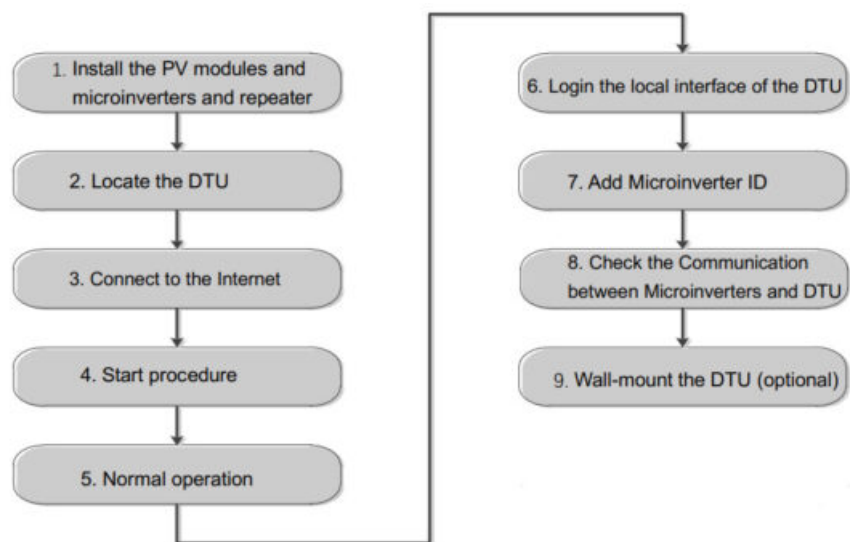 1. Install the PV modules and
microinverters and repeater
2. Locate the DTU
3. Connect to the Internet
4. Start procedure
5. Normal operation
6. Login the local interface of the DTU
7. Add Microinverter ID
8. Check the Communication
between Microinverters and DTU
9. Wall-mount the DTU (optional)